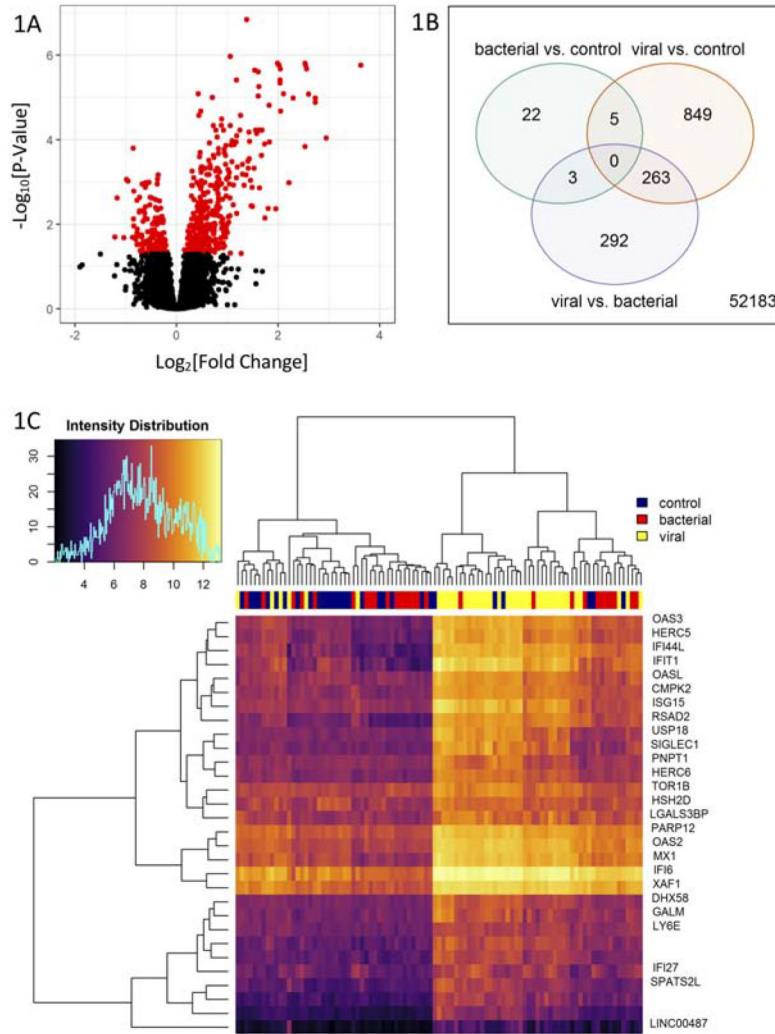 1A
6
4
2
0
-Log10[P-Value]
-2
0
2
4
Log2[Fold Change]
1B
bacterial vs. control viral vs. control
22
5
849
0
3
263
292
viral vs. bacterial
52183
1C
Intensity Distribution
30
20
10
0
4 6 8 10 12
control
bacterial
viral
OAS3
HERC5
IFI44L
IFIT1
OASL
CMPK2
ISG15
RSAD2
USP18
SIGLEC1
PNPT1
HERC6
TOR1B
HSH2D
LGALS3BP
PARP12
OAS2
MX1
IFI6
XAF1
DHX58
GALM
LY6E
IFI27
SPATS2L
LINC00487